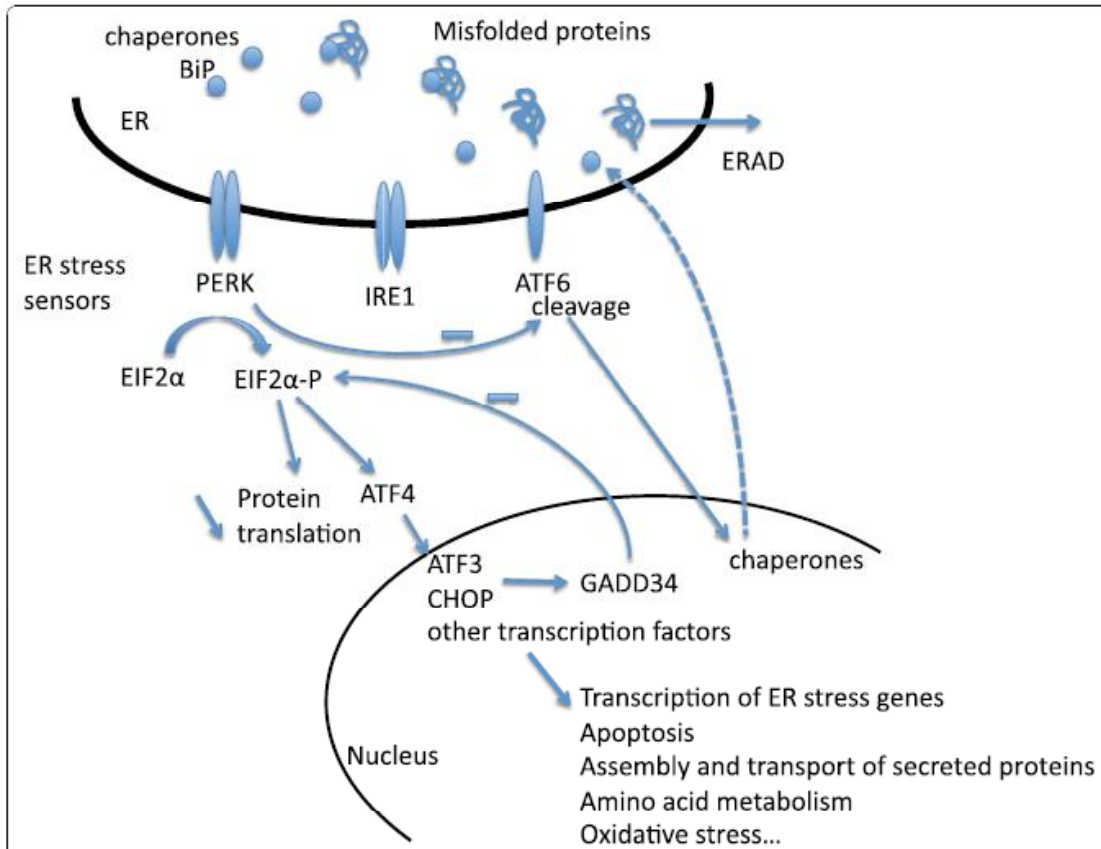 chaperones
BiP
Misfolded proteins
ER
ERAD
ER stress
sensors
PERK
IRE1
ATF6
cleavage
EIF2α
EIF2α-P
Protein
translation
ATF4
ATF3
CHOP
other transcription factors
GADD34
chaperones
Nucleus
Transcription of ER stress genes
Apoptosis
Assembly and transport of secreted proteins
Amino acid metabolism
Oxidative stress...